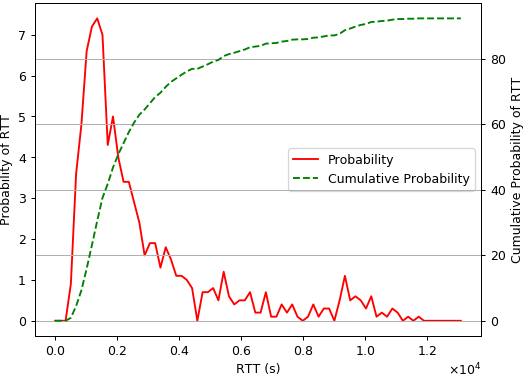 Probability of RTT
7
6
5
4
3
2
1
0
80
60
40
20
0
Cumulative Probability of RTT
Probability
Cumulative Probability
0.0 0.2 0.4 0.6 0.8 1.0 1.2
RTT (s)
×10⁴